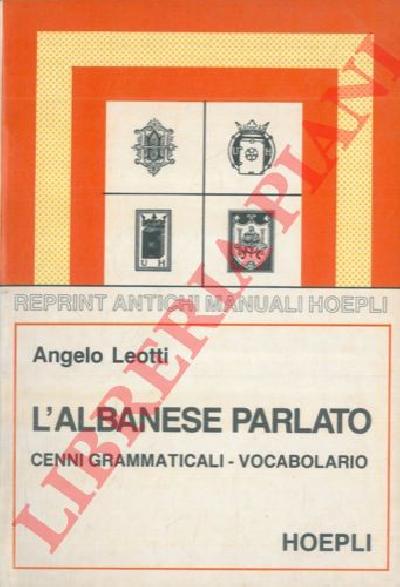 REPRINT ANTICHI MANUALI HOEPLI
Angelo Leotti
L'ALBANESE PARLATO
CENNI GRAMMATICALI - VOCABOLARIO
HOEPLI
LIBRERIA PIANI
U H